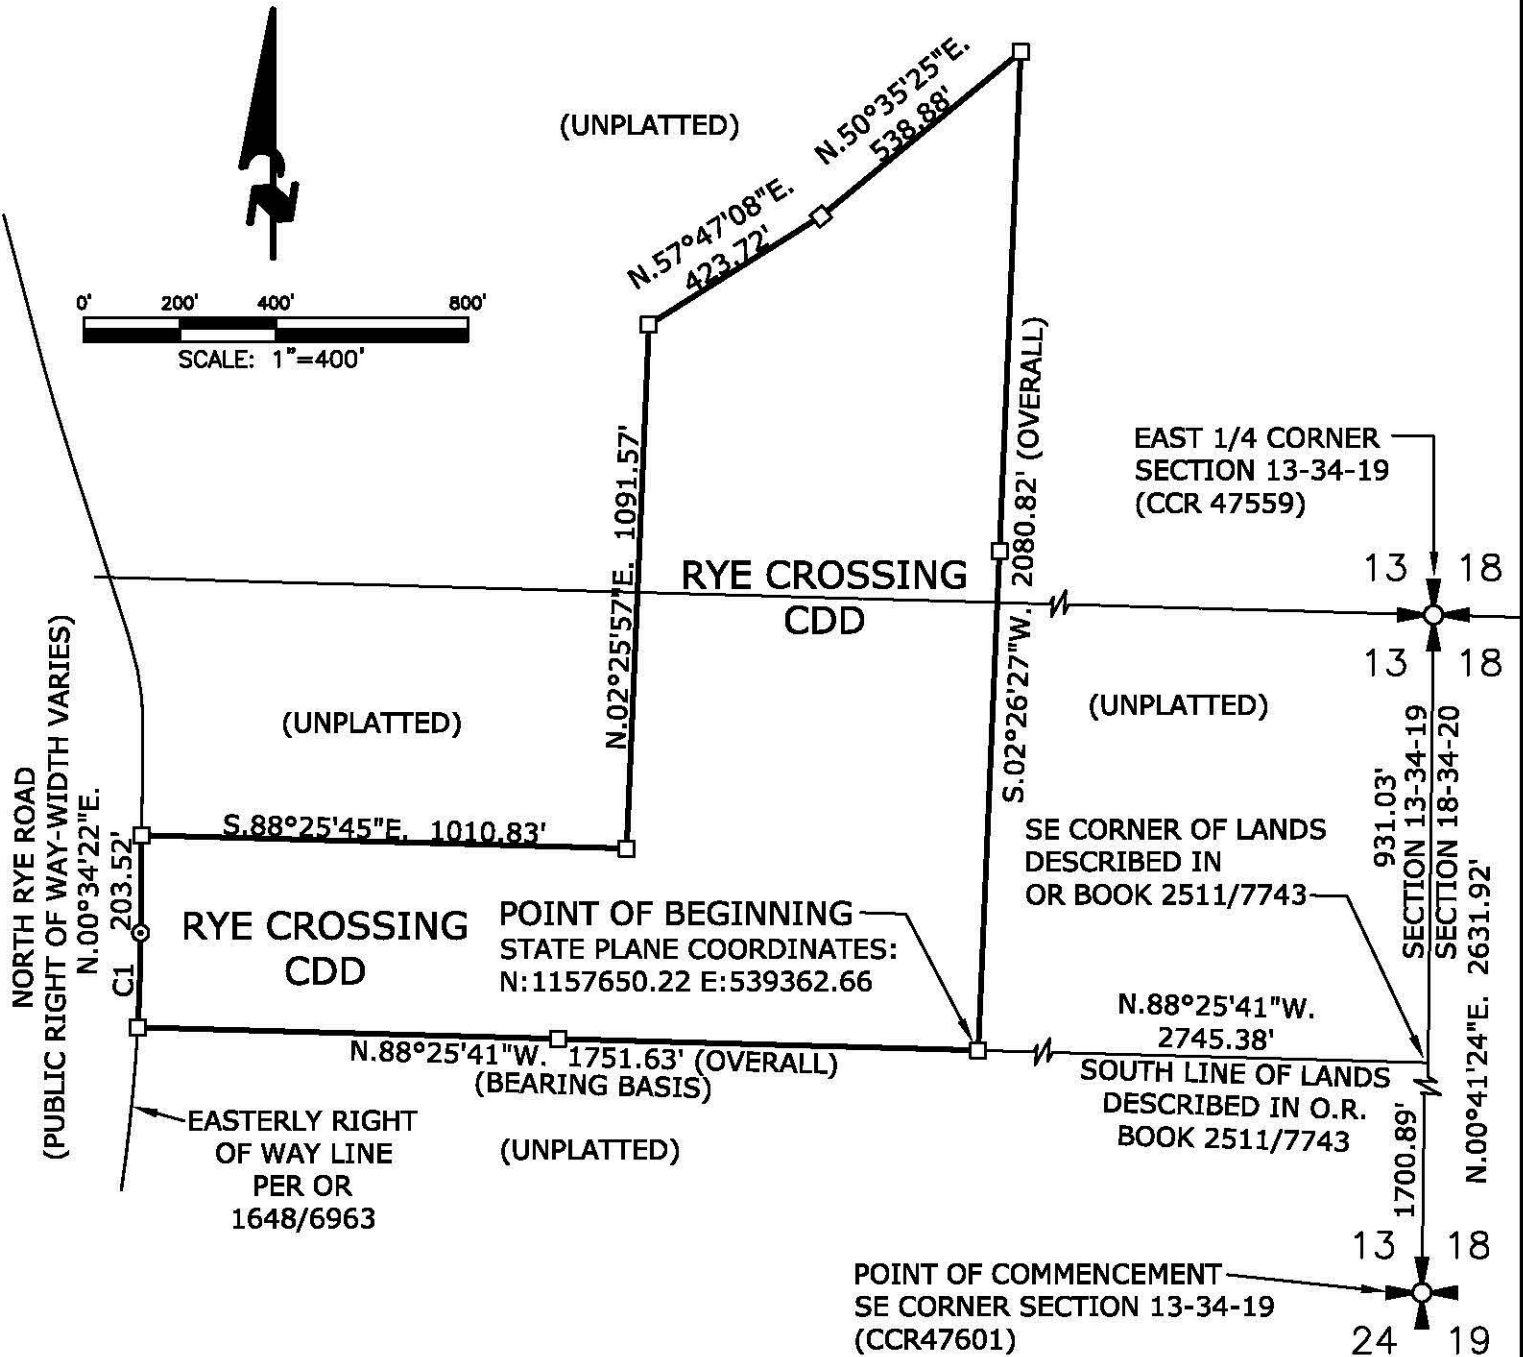 N
(UNPLATTED)
N.50°35'25"E.
538.88'
N.57°47'08"E.
423.72'
0' 200' 400' 800'
SCALE: 1"=400'
N.02°25'57"E. 1091.57'
S.02°26'27"W. 2080.82' (OVERALL)
EAST 1/4 CORNER
SECTION 13-34-19
(CCR 47559)
13 18
13 18
RYE CROSSING
CDD
(UNPLATTED)
(UNPLATTED)
NORTH RYE ROAD
(PUBLIC RIGHT OF WAY-WIDTH VARIES)
N.00°34'22"E.
203.52'
C1
S.88°25'45"E. 1010.83'
RYE CROSSING
CDD
POINT OF BEGINNING
STATE PLANE COORDINATES:
N:1157650.22 E:539362.66
SE CORNER OF LANDS
DESCRIBED IN
OR BOOK 2511/7743
931.03'
SECTION 13-34-19
SECTION 18-34-20
N.00°41'24"E. 2631.92'
N.88°25'41"W.
2745.38'
SOUTH LINE OF LANDS
DESCRIBED IN O.R.
BOOK 2511/7743
1700.89'
N.88°25'41"W. 1751.63' (OVERALL)
(BEARING BASIS)
EASTERLY RIGHT
OF WAY LINE
PER OR
1648/6963
(UNPLATTED)
POINT OF COMMENCEMENT
SE CORNER SECTION 13-34-19
(CCR47601)
13 18
24 19